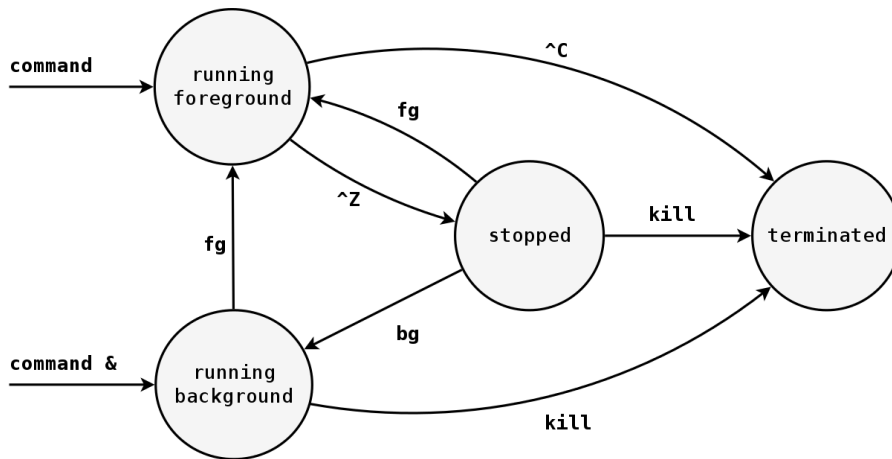 command
running
foreground
^C
fg
^Z
stopped
kill
terminated
fg
bg
command &
running
background
kill